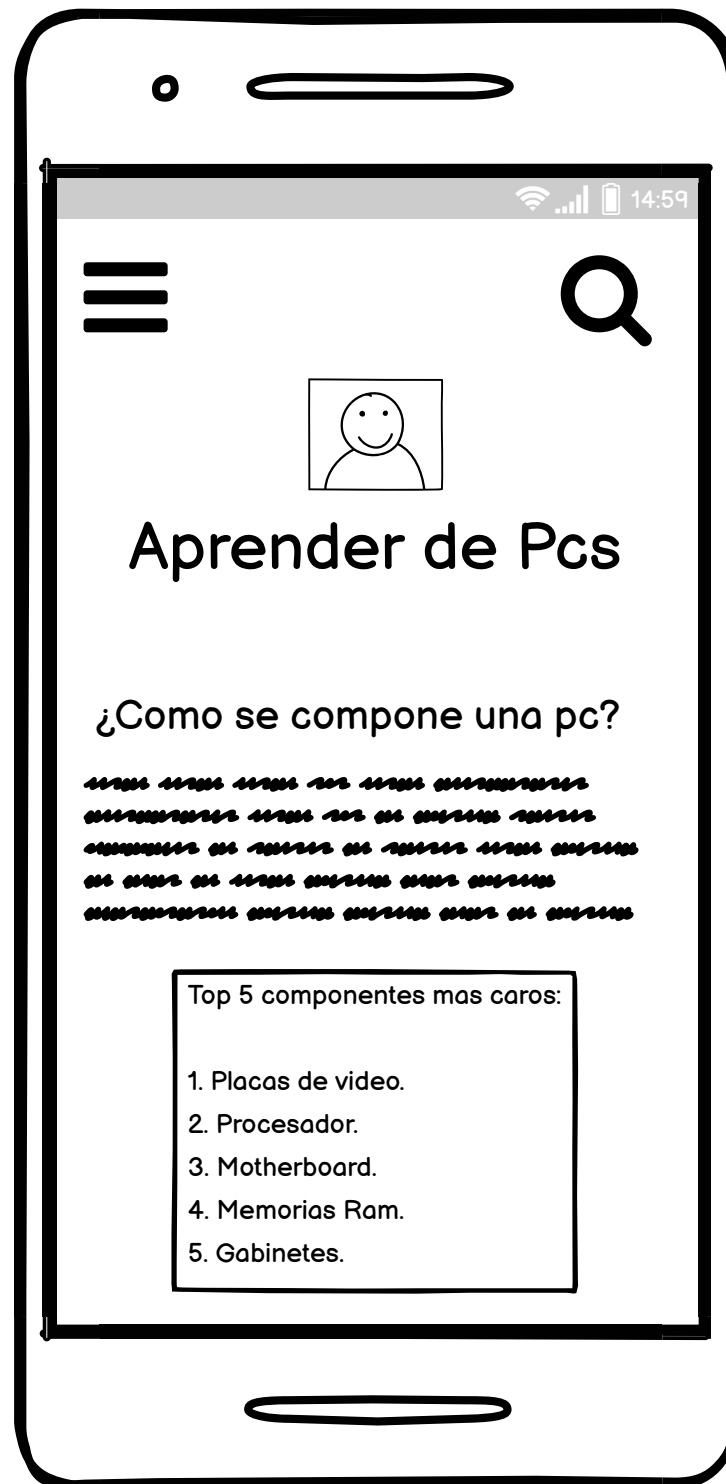 14:59
Aprender de Pcs
¿Como se compone una pc?
Top 5 componentes mas caros:
1. Placas de video.
2. Procesador.
3. Motherboard.
4. Memorias Ram.
5. Gabinetes.